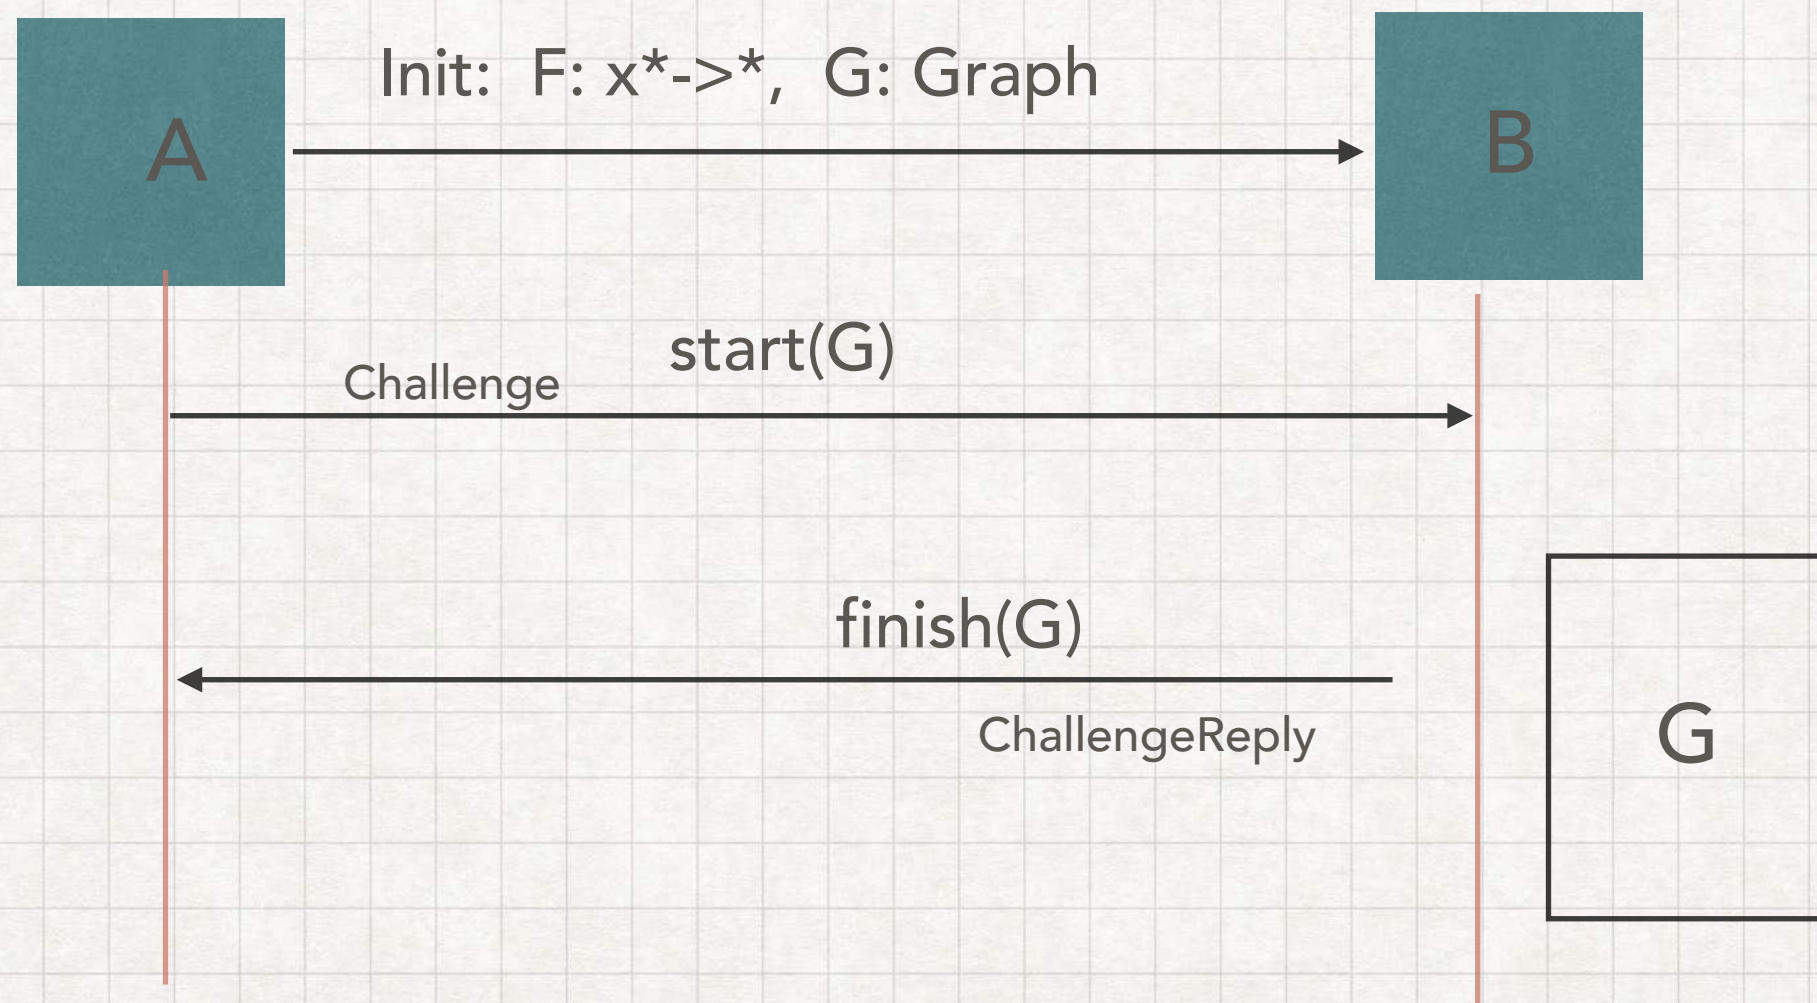 A
Init:  F: x*->*,  G: Graph
B
start(G)
Challenge
finish(G)
ChallengeReply
G